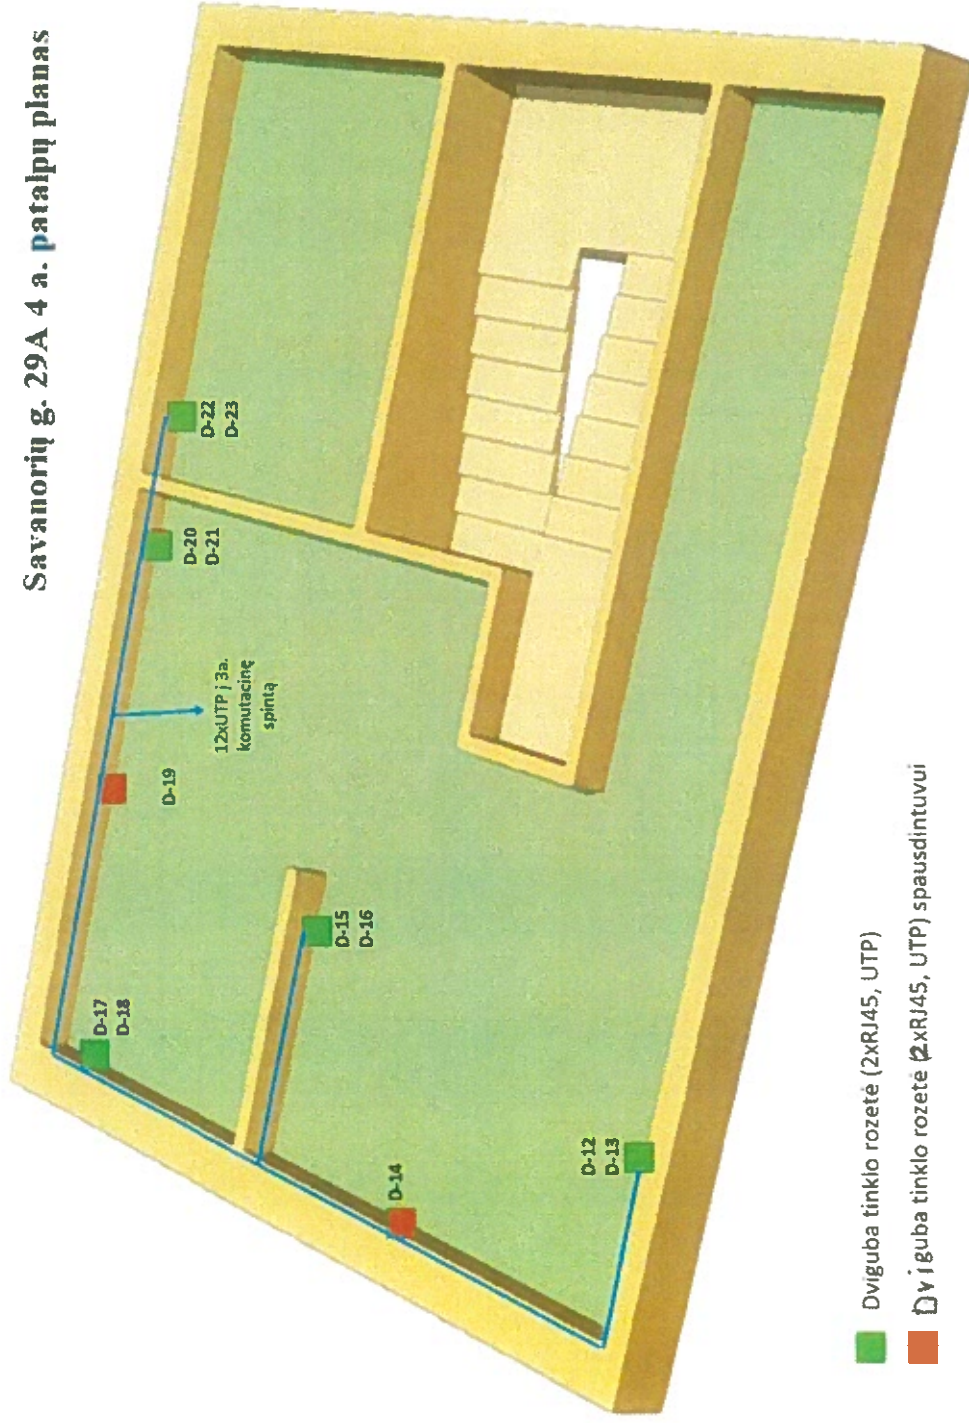 Savanorių g. 29A 4 a. patalpų planas
D-22
D-23
D-20
D-21
12xUTP į 3a.
komutacinę
spintą
D-19
D-15
D-16
D-17
D-18
D-14
D-12
D-13
Dviguba tinklo rozetė (2xRJ45, UTP)
Dviguba tinklo rozetė (2xRJ45, UTP) spausdintuvui